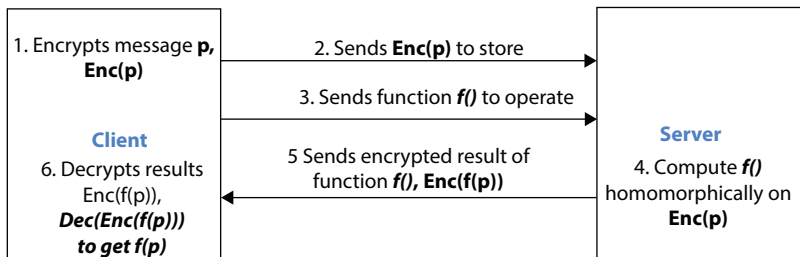 1. Encrypts message p,
Enc(p)
2. Sends Enc(p) to store
3. Sends function f() to operate
Client
Server
6. Decrypts results
Enc(f(p)),
Dec(Enc(f(p)))
to get f(p)
5 Sends encrypted result of
function f(), Enc(f(p))
4. Compute f()
homomorphically on
Enc(p)